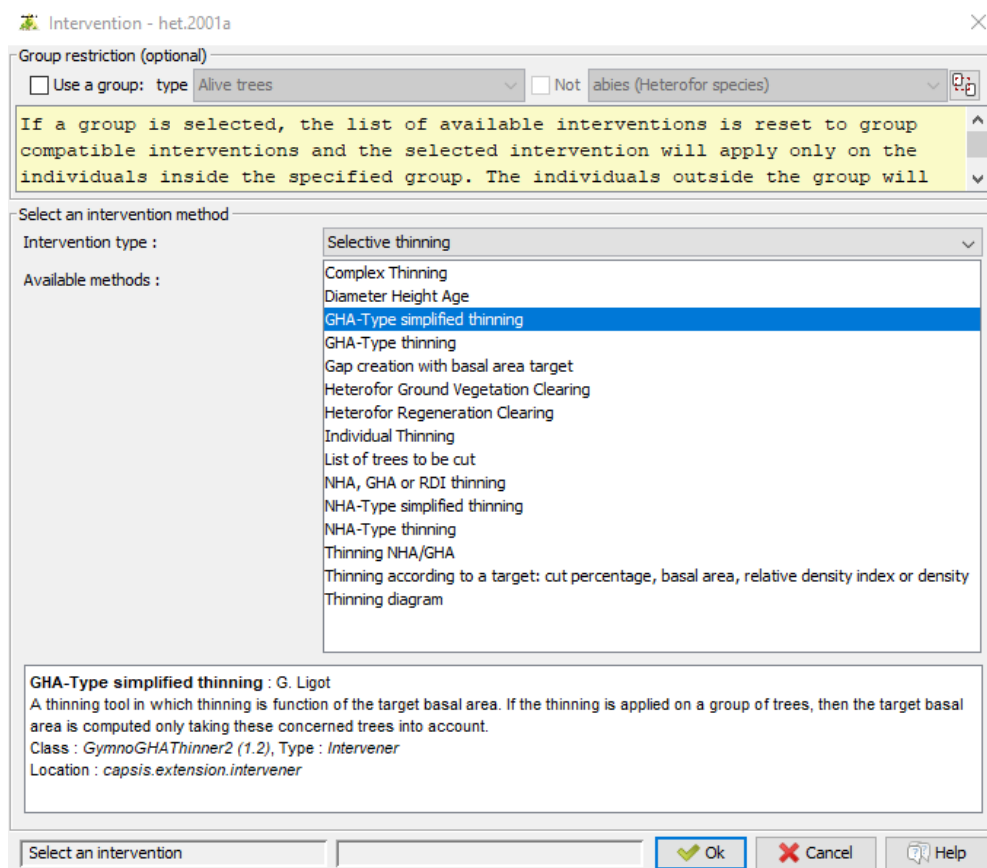 Intervention - het.2001a
Group restriction (optional)
Use a group: type Alive trees Not abies (Heterofor species)
If a group is selected, the list of available interventions is reset to group
compatible interventions and the selected intervention will apply only on the
individuals inside the specified group. The individuals outside the group will
Select an intervention method
Intervention type : Selective thinning
Available methods :
Complex Thinning
Diameter Height Age
GHA-Type simplified thinning
GHA-Type thinning
Gap creation with basal area target
Heterofor Ground Vegetation Clearing
Heterofor Regeneration Clearing
Individual Thinning
List of trees to be cut
NHA, GHA or RDI thinning
NHA-Type simplified thinning
NHA-Type thinning
Thinning NHA/GHA
Thinning according to a target: cut percentage, basal area, relative density index or density
Thinning diagram
GHA-Type simplified thinning : G. Ligot
A thinning tool in which thinning is function of the target basal area. If the thinning is applied on a group of trees, then the target basal
area is computed only taking these concerned trees into account.
Class : GymnoGHAThinner2 (1.2), Type : Intervener
Location : capsis.extension.intervener
Select an intervention Ok Cancel Help